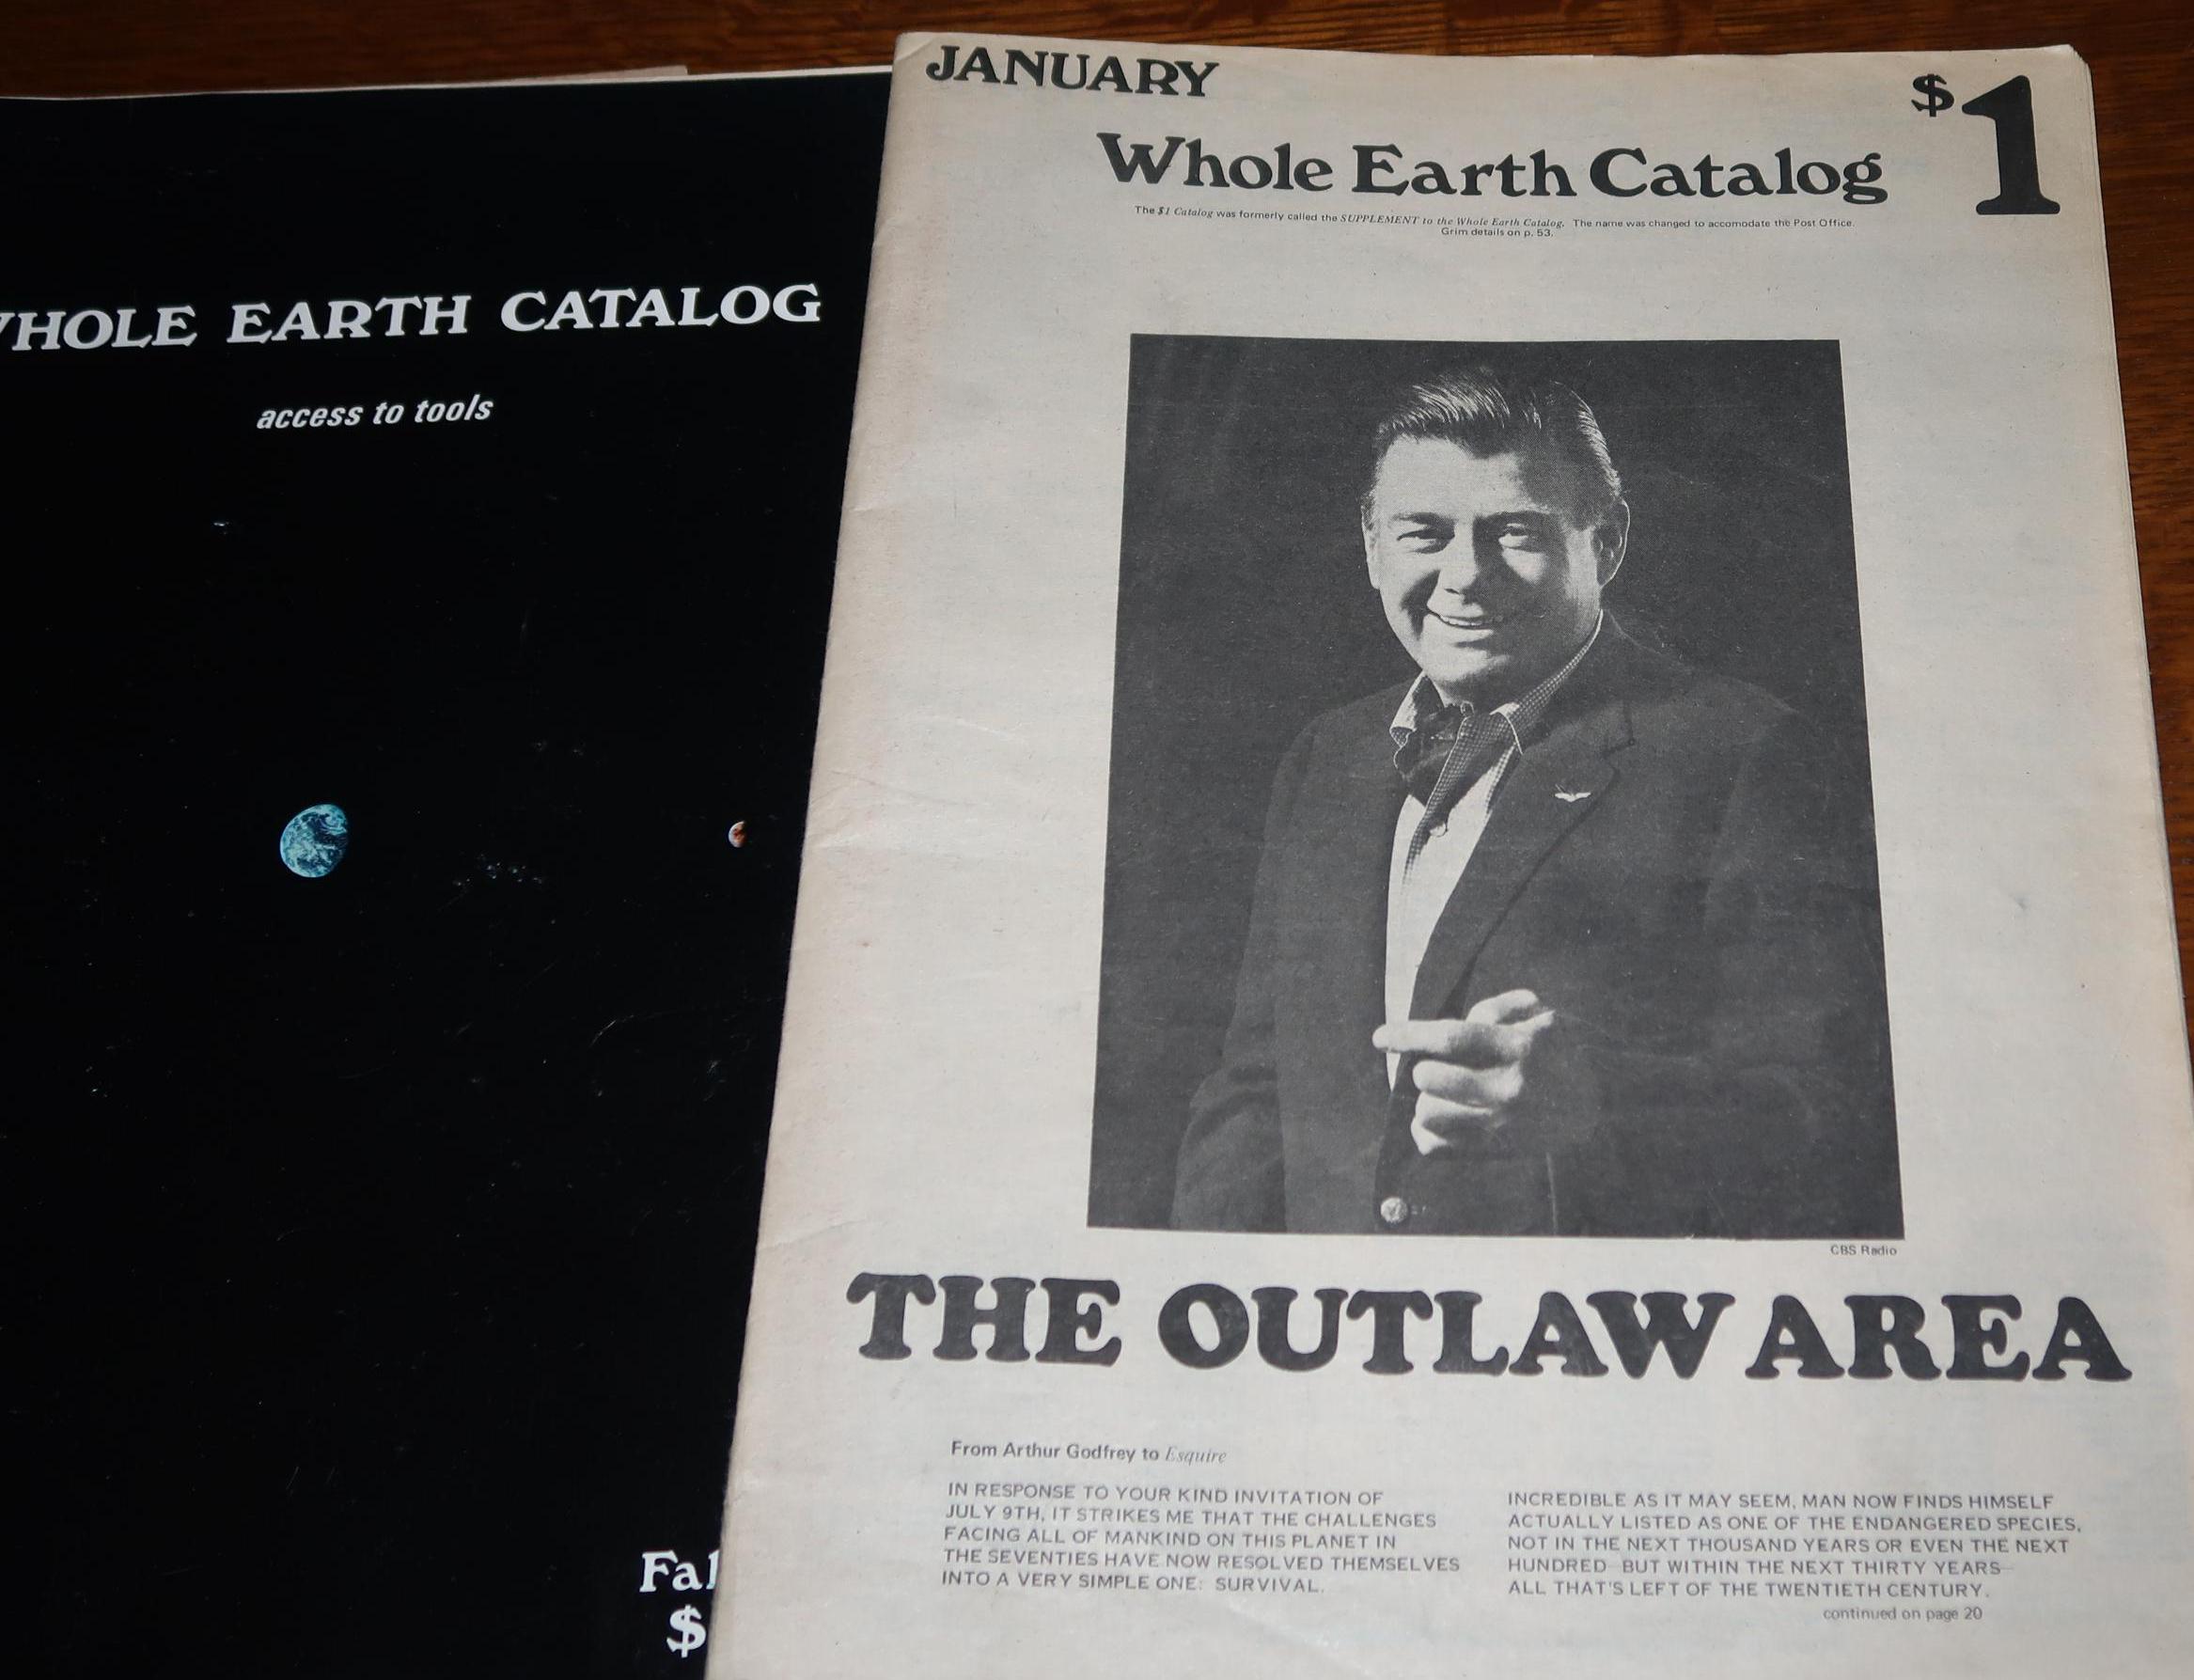 WHOLE EARTH CATALOG
access to tools
Fal
$
JANUARY
$1
Whole Earth Catalog
The $1 Catalog was formerly called the SUPPLEMENT to the Whole Earth Catalog. The name was changed to accomodate the Post Office.
Grim details on p. 53.
CBS Radio
THE OUTLAW AREA
From Arthur Godfrey to Esquire
IN RESPONSE TO YOUR KIND INVITATION OF
JULY 9TH, IT STRIKES ME THAT THE CHALLENGES
FACING ALL OF MANKIND ON THIS PLANET IN
THE SEVENTIES HAVE NOW RESOLVED THEMSELVES
INTO A VERY SIMPLE ONE: SURVIVAL.
INCREDIBLE AS IT MAY SEEM, MAN NOW FINDS HIMSELF
ACTUALLY LISTED AS ONE OF THE ENDANGERED SPECIES,
NOT IN THE NEXT THOUSAND YEARS OR EVEN THE NEXT
HUNDRED BUT WITHIN THE NEXT THIRTY YEARS—
ALL THAT'S LEFT OF THE TWENTIETH CENTURY.
continued on page 20